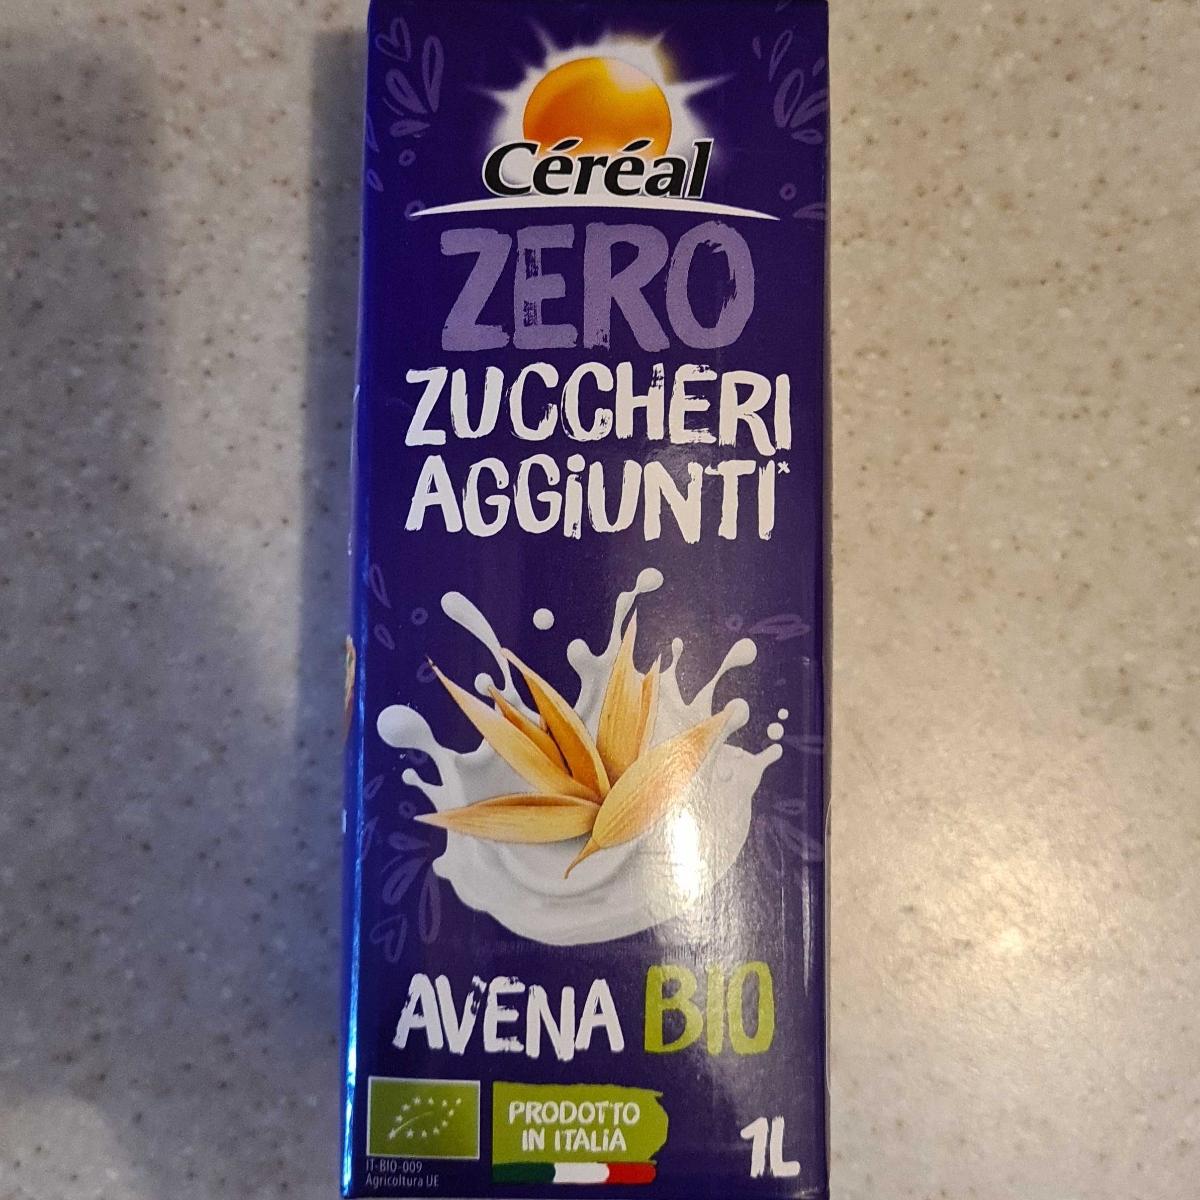 Céréal
ZERO
ZUCCHERI
AGGIUNTI*
AVENA BIO
PRODOTTO
IN ITALIA
1L
IT-BIO-009
Agricoltura UE